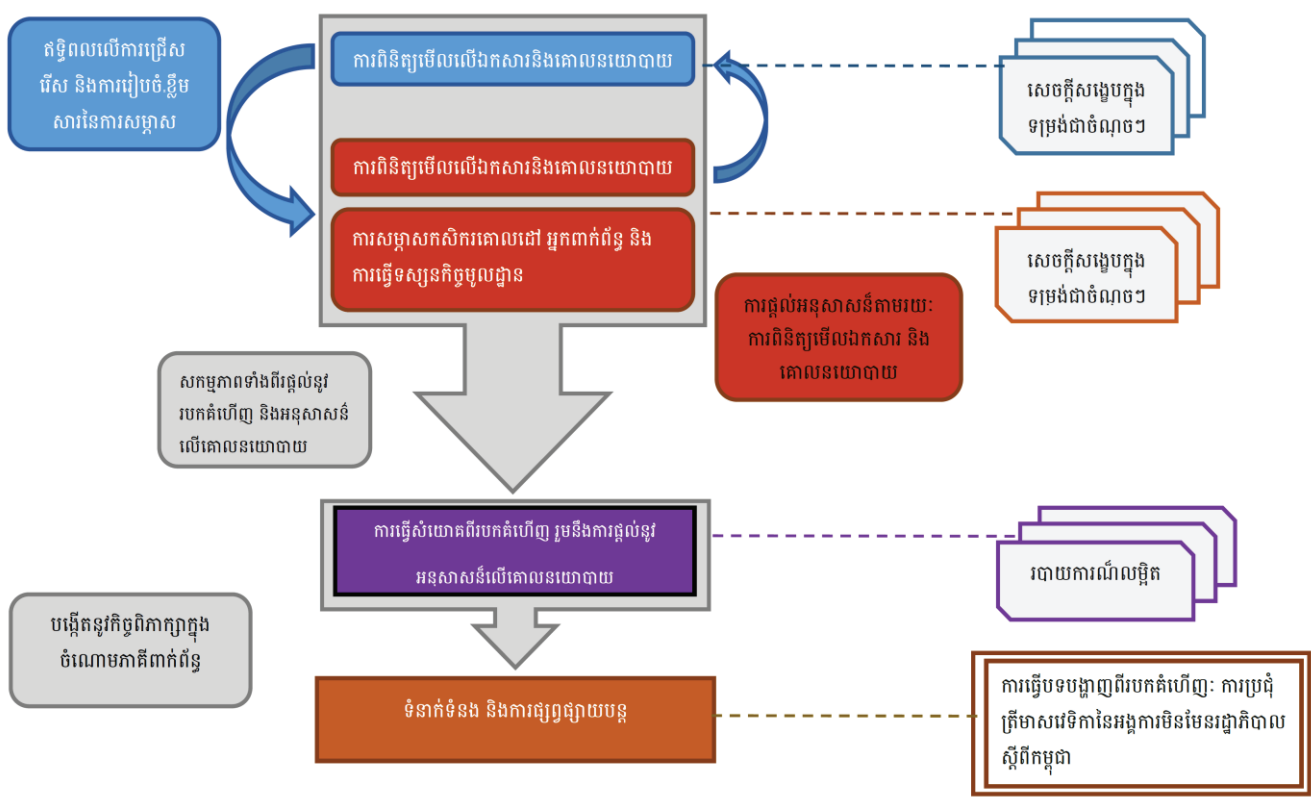 ឥទ្ធិពលលើការជ្រើស
រើស និងការរៀបចំ.ខ្លឹម
សារនៃការសម្ភាស
ការពិនិត្យមើលលើឯកសារនិងគោលនយោបាយ
សេចក្តីសង្ខេបក្នុង
ទម្រង់ជាចំណុចៗ
ការពិនិត្យមើលលើឯកសារនិងគោលនយោបាយ
ការសម្ភាសកសិករគោលដៅ អ្នកពាក់ព័ន្ធ និង
ការធ្វើទស្សនកិច្ចមូលដ្ឋាន
សេចក្តីសង្ខេបក្នុង
ទម្រង់ជាចំណុចៗ
ការផ្តល់អនុសាសន៏តាមរយៈ
ការពិនិត្យមើលឯកសារ និង
គោលនយោបាយ
សកម្មភាពទាំងពីរផ្តល់នូវ
របកគំហើញ និងអនុសាសន៌
លើគោលនយោបាយ
ការធ្វើសំយោគពីរបកគំហើញ រួមនឹងការផ្តល់នូវ
អនុសាសន៏លើគោលនយោបាយ
របាយការណ៏លម្អិត
បង្កើតនូវកិច្ចពិភាក្សាក្នុង
ចំណោមភាគីពាក់ព័ន្ធ
ទំនាក់ទំនង និងការផ្សព្វផ្សាយបន្ត
ការធ្វើបទបង្ហាញពីរបកគំហើញៈ ការប្រជុំ
ត្រីមាសវេទិកានៃអង្គការមិនមែនរដ្ឋាភិបាល
ស្តីពីកម្ពុជា